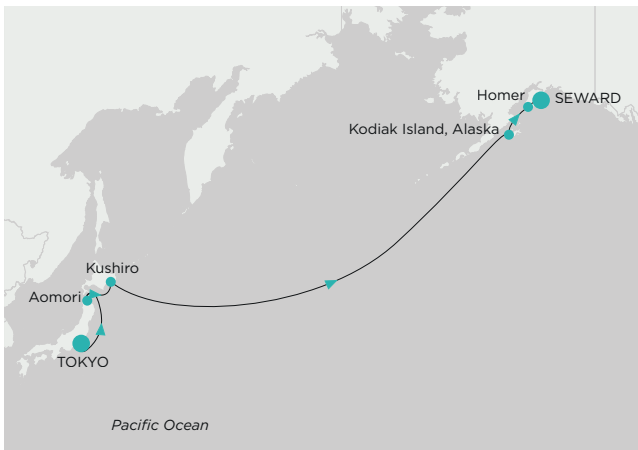 Homer
SEWARD
Kodiak Island, Alaska
Kushiro
Aomori
TOKYO
Pacific Ocean